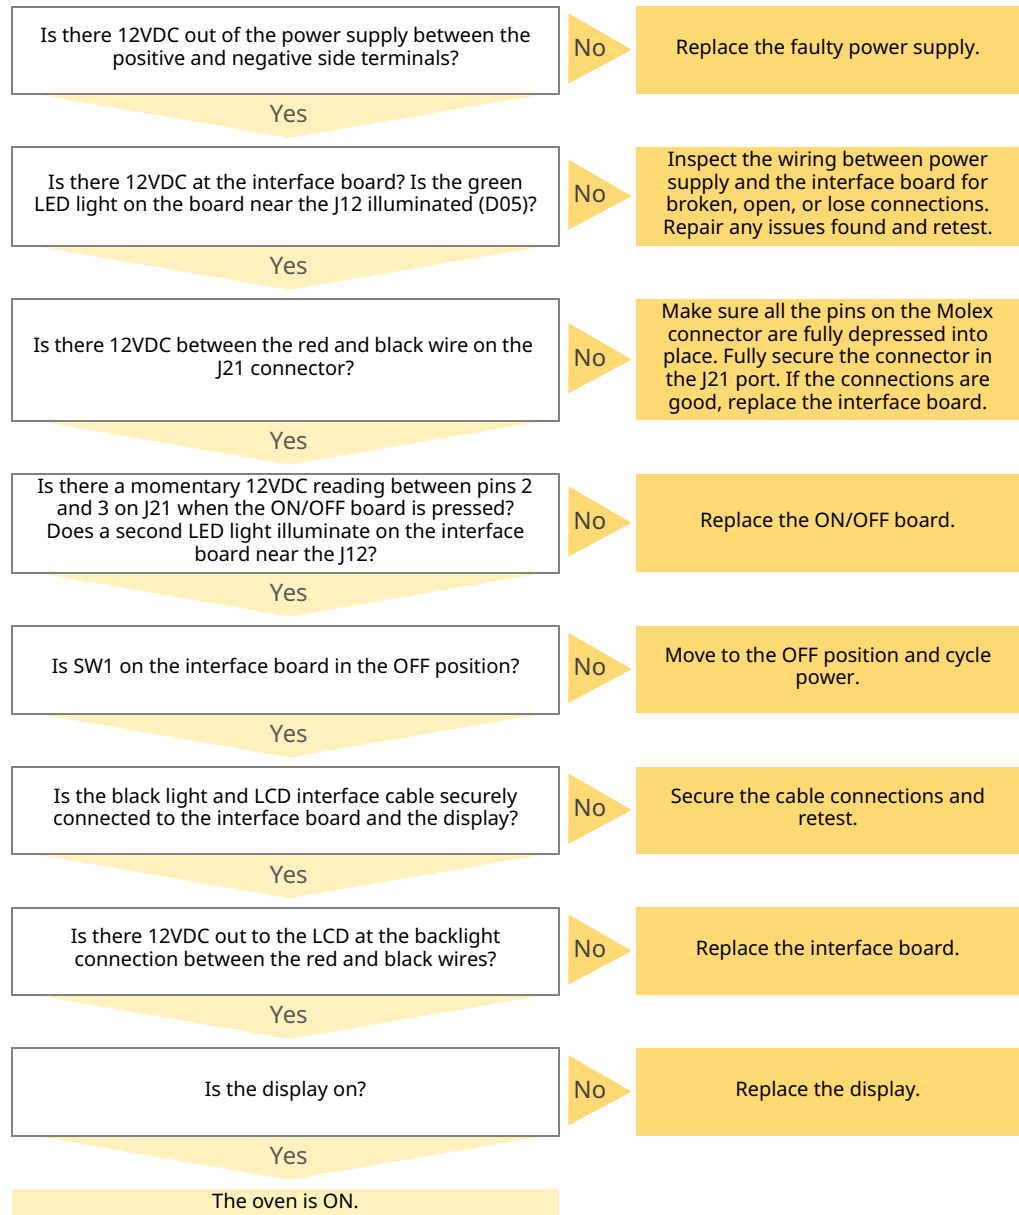 Is there 12VDC out of the power supply between the
positive and negative side terminals?
No
Replace the faulty power supply.
Yes
Is there 12VDC at the interface board? Is the green
LED light on the board near the J12 illuminated (D05)?
No
Inspect the wiring between power
supply and the interface board for
broken, open, or lose connections.
Repair any issues found and retest.
Yes
Is there 12VDC between the red and black wire on the
J21 connector?
No
Make sure all the pins on the Molex
connector are fully depressed into
place. Fully secure the connector in
the J21 port. If the connections are
good, replace the interface board.
Yes
Is there a momentary 12VDC reading between pins 2
and 3 on J21 when the ON/OFF board is pressed?
Does a second LED light illuminate on the interface
board near the J12?
No
Replace the ON/OFF board.
Yes
Is SW1 on the interface board in the OFF position?
No
Move to the OFF position and cycle
power.
Yes
Is the black light and LCD interface cable securely
connected to the interface board and the display?
No
Secure the cable connections and
retest.
Yes
Is there 12VDC out to the LCD at the backlight
connection between the red and black wires?
No
Replace the interface board.
Yes
Is the display on?
No
Replace the display.
Yes
The oven is ON.